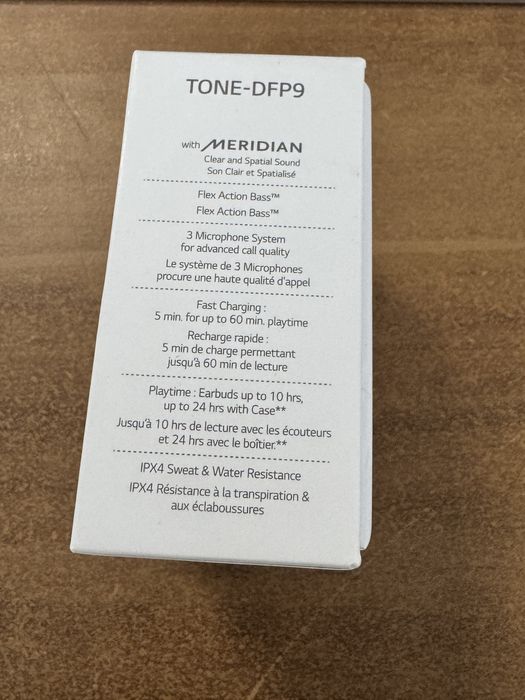 TONE-DFP9
with MERIDIAN
Clear and Spatial Sound
Son Clair et Spatialisé
Flex Action Bass™
Flex Action Bass™
3 Microphone System
for advanced call quality
Le système de 3 Microphones
procure une haute qualité d'appel
Fast Charging :
5 min. for up to 60 min. playtime
Recharge rapide :
5 min de charge permettant
jusqu'à 60 min de lecture
Playtime : Earbuds up to 10 hrs,
up to 24 hrs with Case**
Jusqu'à 10 hrs de lecture avec les écouteurs
et 24 hrs avec le boîtier.**
IPX4 Sweat & Water Resistance
IPX4 Résistance à la transpiration &
aux éclaboussures